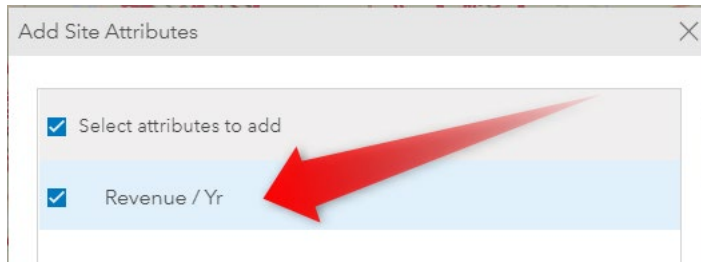 Add Site Attributes
Select attributes to add
Revenue / Yr